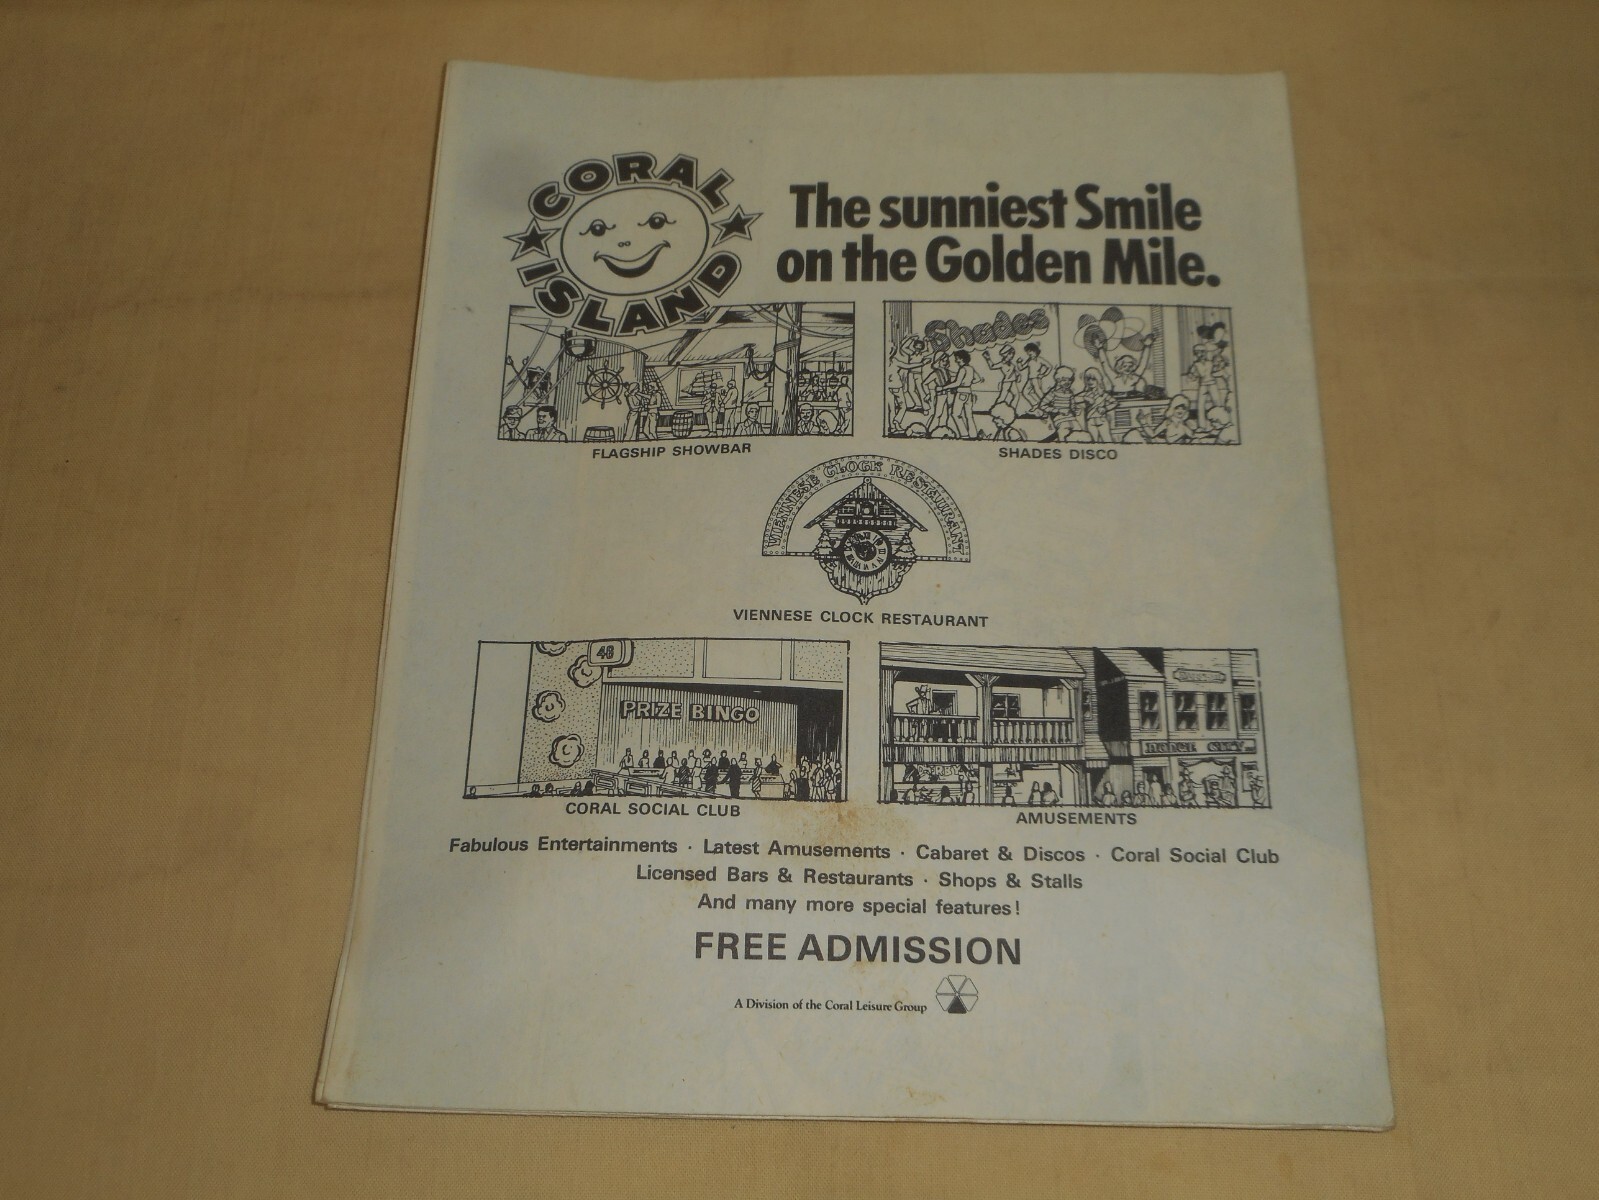 CORAL
ISLAND
The sunniest Smile
on the Golden Mile.
Shades
FLAGSHIP SHOWBAR
SHADES DISCO
VIENNESE CLOCK RESTAURANT
VIENNESE CLOCK RESTAURANT
48
PRIZE BINGO
DERBY
CORAL SOCIAL CLUB
AMUSEMENTS
Fabulous Entertainments · Latest Amusements · Cabaret & Discos · Coral Social Club
Licensed Bars & Restaurants · Shops & Stalls
And many more special features!
FREE ADMISSION
A Division of the Coral Leisure Group